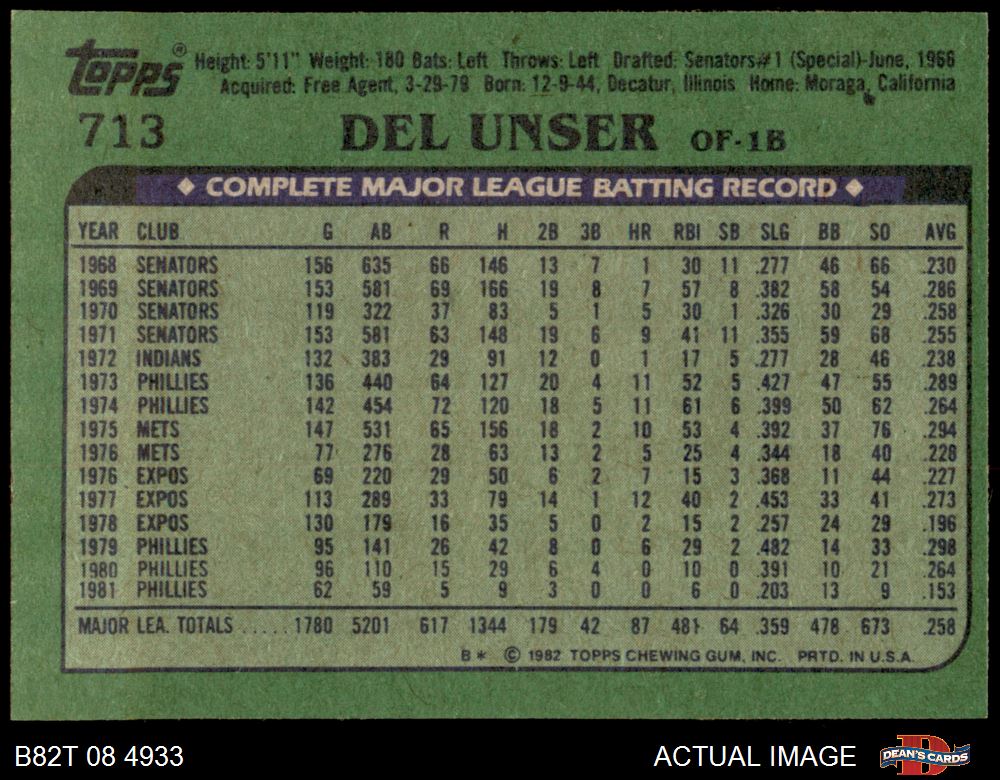 Topps® Height: 5'11" Weight: 180 Bats: Left Throws: Left Drafted: Senators#1 (Special)-June, 1966
Acquired: Free Agent, 3-29-79 Born: 12-9-44, Decatur, Illinois Home: Moraga, California
713 DEL UNSER OF-1B
◆ COMPLETE MAJOR LEAGUE BATTING RECORD ◆
YEAR CLUB G AB R H 2B 3B HR RBI SB SLG BB SO AVG
1968 SENATORS 156 635 66 146 13 7 1 30 11 .277 46 66 .230
1969 SENATORS 153 581 69 166 19 8 7 57 8 .382 58 54 .286
1970 SENATORS 119 322 37 83 5 1 5 30 1 .326 30 29 .258
1971 SENATORS 153 581 63 148 19 6 9 41 11 .355 59 68 .255
1972 INDIANS 132 383 29 91 12 0 1 17 5 .277 28 46 .238
1973 PHILLIES 136 440 64 127 20 4 11 52 5 .427 47 55 .289
1974 PHILLIES 142 454 72 120 18 5 11 61 6 .399 50 62 .264
1975 METS 147 531 65 156 18 2 10 53 4 .392 37 76 .294
1976 METS 77 276 28 63 13 2 5 25 4 .344 18 40 .228
1976 EXPOS 69 220 29 50 6 2 7 15 3 .368 11 44 .227
1977 EXPOS 113 289 33 79 14 1 12 40 2 .453 33 41 .273
1978 EXPOS 130 179 16 35 5 0 2 15 2 .257 24 29 .196
1979 PHILLIES 95 141 26 42 8 0 6 29 2 .482 14 33 .298
1980 PHILLIES 96 110 15 29 6 4 0 10 0 .391 10 21 .264
1981 PHILLIES 62 59 5 9 3 0 0 6 0 .203 13 9 .153
MAJOR LEA. TOTALS ..... 1780 5201 617 1344 179 42 87 481 64 .359 478 673 .258
B* © 1982 TOPPS CHEWING GUM, INC. PRTD. IN U.S.A.
B82T 08 4933 ACTUAL IMAGE DEAN'S CARDS